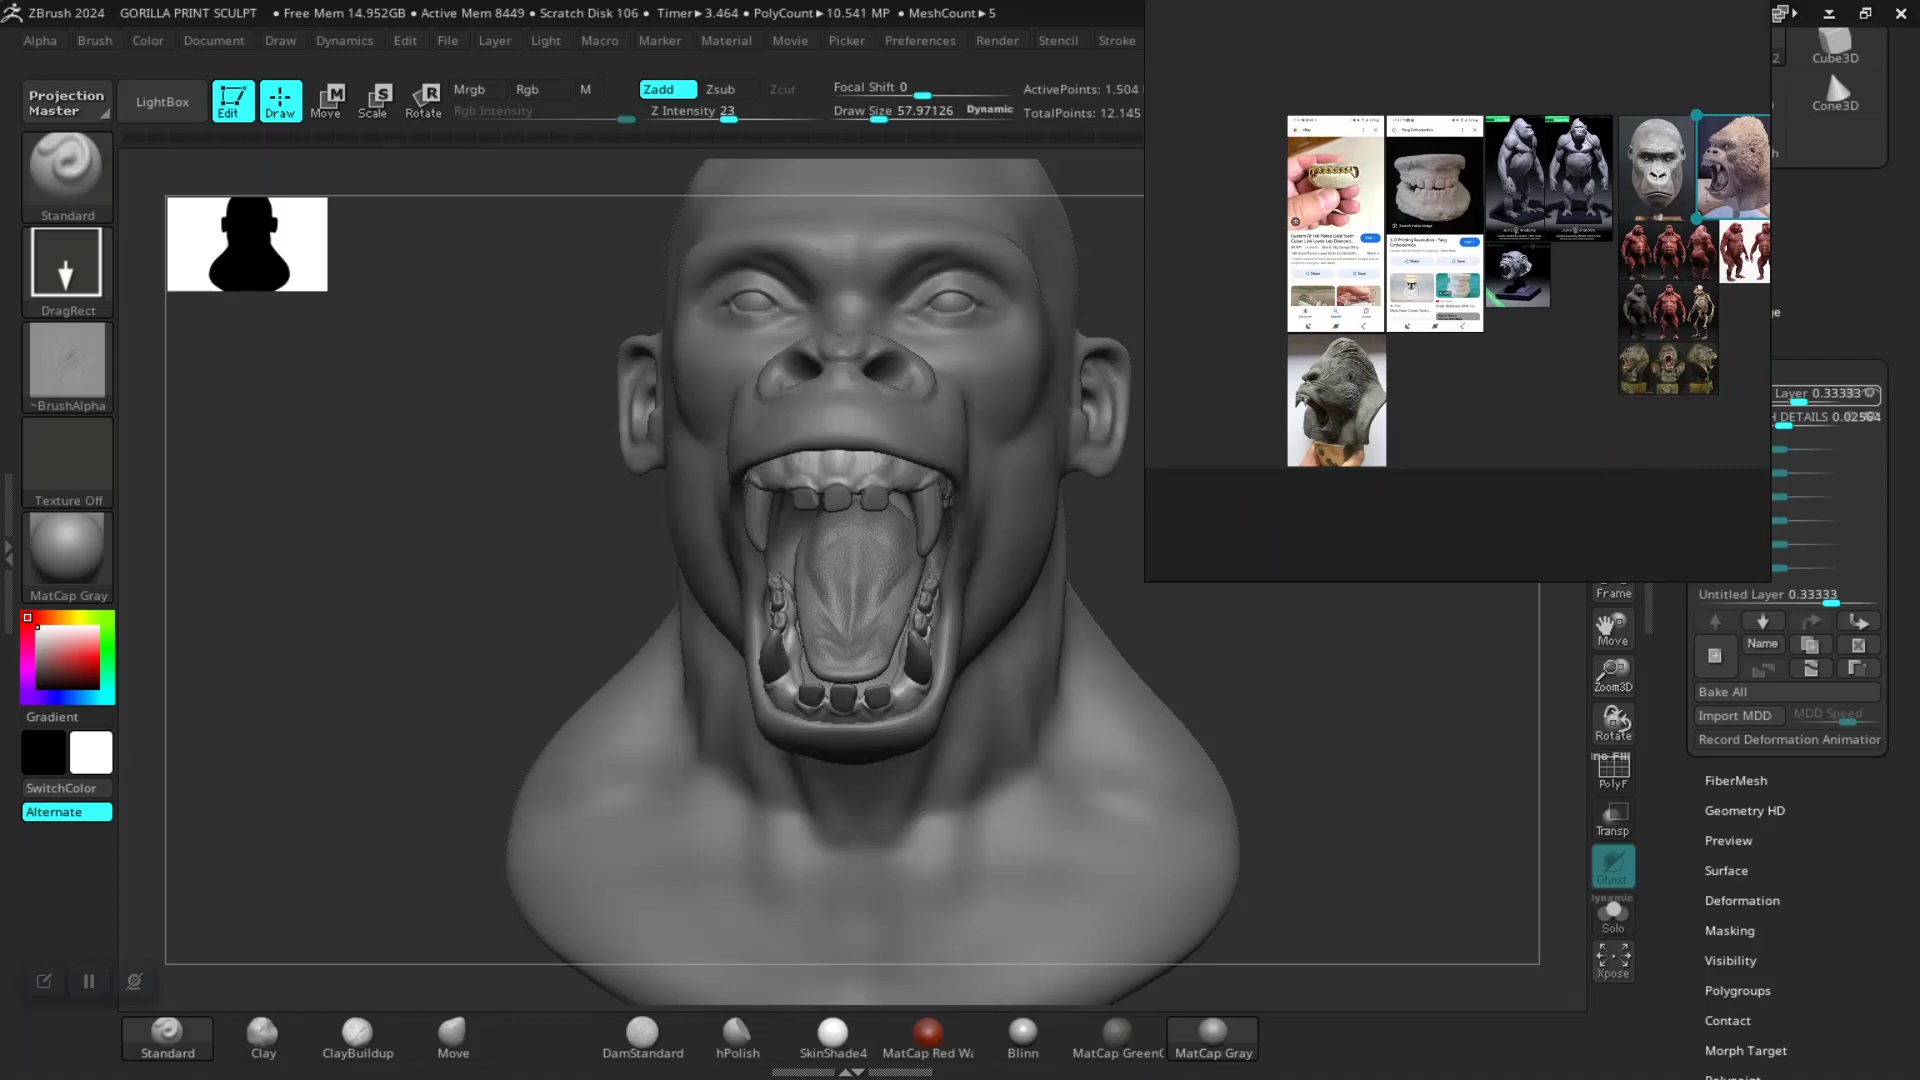 ZBrush 2024 GORILLA PRINT SCULPT • Free Mem 14.952GB • Active Mem 8449 • Scratch Disk 106 • Timer▶3.464 • PolyCount▶10.541 MP • MeshCount▶5
Alpha Brush Color Document Draw Dynamics Edit File Layer Light Macro Marker Material Movie Picker Preferences Render Stencil Stroke
Projection Master
LightBox
Edit
Draw
Move
Scale
Rotate
Mrgb Rgb M
Rgb Intensity
Zadd Zsub Zcut
Z Intensity 23
Focal Shift 0
Draw Size 57.97126 Dynamic
ActivePoints: 1.504
TotalPoints: 12.145
Cube3D
Cone3D
Standard
DragRect
~BrushAlpha
Texture Off
MatCap Gray
Gradient
SwitchColor
Alternate
Layer 0.33333
DETAILS 0.02564
Untitled Layer 0.33333
Name
Bake All
Import MDD MDD Speed
Record Deformation Animation
Frame
Move
Zoom3D
Rotate
PolyF
Transp
Ghost
Dynamic
Solo
Xpose
FiberMesh
Geometry HD
Preview
Surface
Deformation
Masking
Visibility
Polygroups
Contact
Morph Target
Standard Clay ClayBuildup Move DamStandard hPolish SkinShade4 MatCap Red Wa Blinn MatCap GreenC MatCap Gray